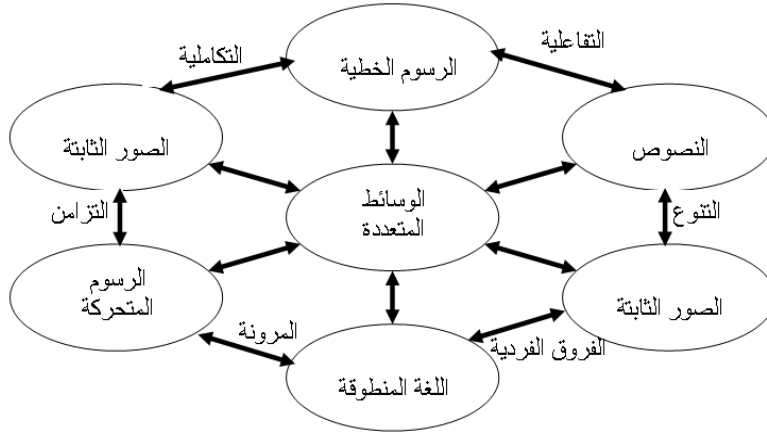 التفاعلية
التكاملية
الرسوم الخطية
النصوص
الصور الثابتة
الوسائط
المتعددة
التنوع
التزامن
الرسوم
المتحركة
الصور الثابتة
المرونة
الفروق الفردية
اللغة المنطوقة